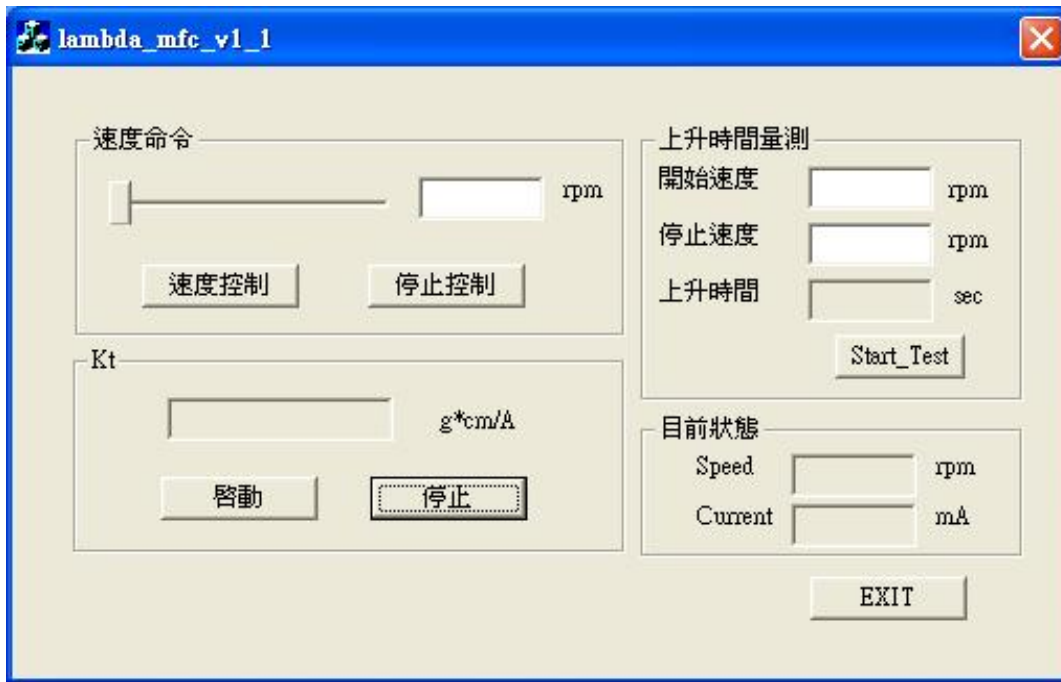 lambda_mfc_v1_1
速度命令
rpm
速度控制 停止控制
Kt
g*cm/A
啓動 停止
上升時間量測
開始速度 rpm
停止速度 rpm
上升時間 sec
Start_Test
目前狀態
Speed rpm
Current mA
EXIT